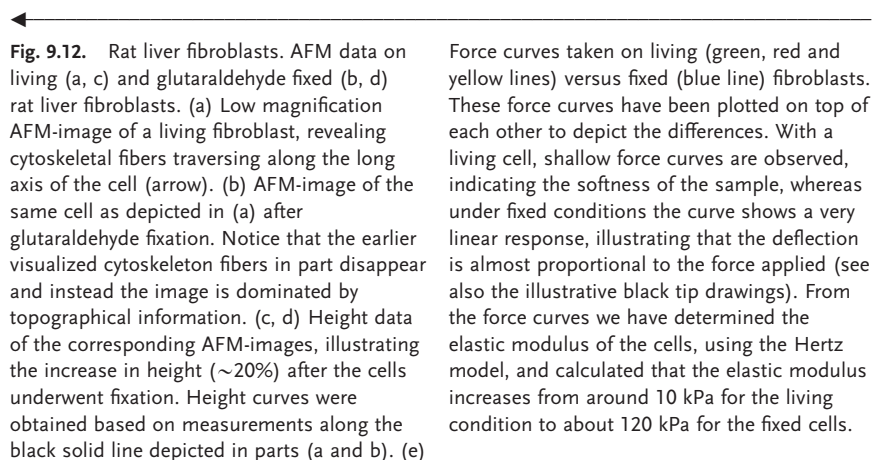 Fig. 9.12. Rat liver fibroblasts. AFM data on
living (a, c) and glutaraldehyde fixed (b, d)
rat liver fibroblasts. (a) Low magnification
AFM-image of a living fibroblast, revealing
cytoskeletal fibers traversing along the long
axis of the cell (arrow). (b) AFM-image of the
same cell as depicted in (a) after
glutaraldehyde fixation. Notice that the earlier
visualized cytoskeleton fibers in part disappear
and instead the image is dominated by
topographical information. (c, d) Height data
of the corresponding AFM-images, illustrating
the increase in height (~20%) after the cells
underwent fixation. Height curves were
obtained based on measurements along the
black solid line depicted in parts (a and b). (e)
Force curves taken on living (green, red and
yellow lines) versus fixed (blue line) fibroblasts.
These force curves have been plotted on top of
each other to depict the differences. With a
living cell, shallow force curves are observed,
indicating the softness of the sample, whereas
under fixed conditions the curve shows a very
linear response, illustrating that the deflection
is almost proportional to the force applied (see
also the illustrative black tip drawings). From
the force curves we have determined the
elastic modulus of the cells, using the Hertz
model, and calculated that the elastic modulus
increases from around 10 kPa for the living
condition to about 120 kPa for the fixed cells.